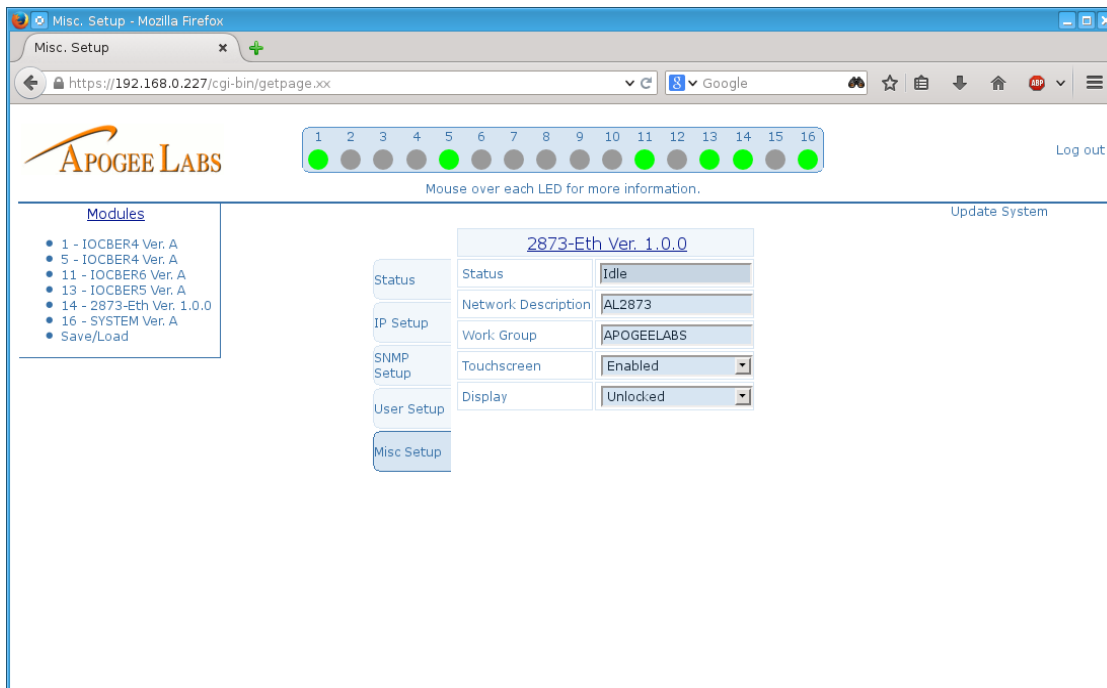 Misc. Setup - Mozilla Firefox
Misc. Setup
https://192.168.0.227/cgi-bin/getpage.xx
8 Google
ABP
APOGEE LABS
1 2 3 4 5 6 7 8 9 10 11 12 13 14 15 16
Mouse over each LED for more information.
Log out
Update System
Modules
1 - IOCBER4 Ver. A
5 - IOCBER4 Ver. A
11 - IOCBER6 Ver. A
13 - IOCBER5 Ver. A
14 - 2873-Eth Ver. 1.0.0
16 - SYSTEM Ver. A
Save/Load
Status
IP Setup
SNMP
Setup
User Setup
Misc Setup
2873-Eth Ver. 1.0.0
Status Idle
Network Description AL2873
Work Group APOGEELABS
Touchscreen Enabled
Display Unlocked